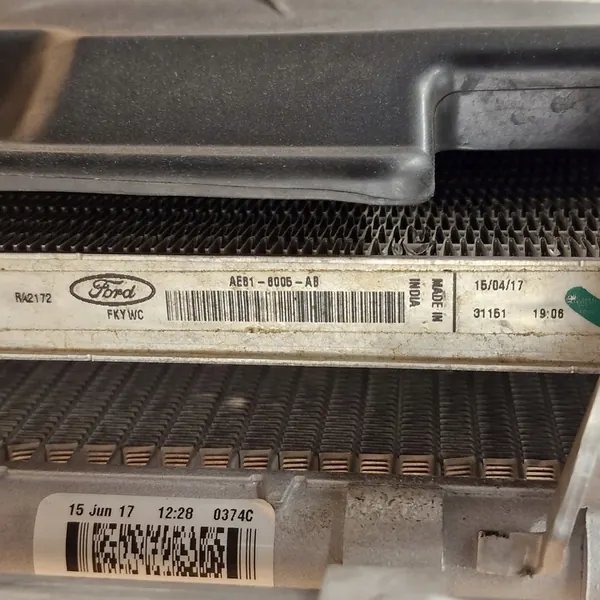 RA2172
Ford
FKYWC
AE81-8005-AB
MADE IN
INDIA
15/04/17
31151 19:06
15 Jun 17 12:28 0374C